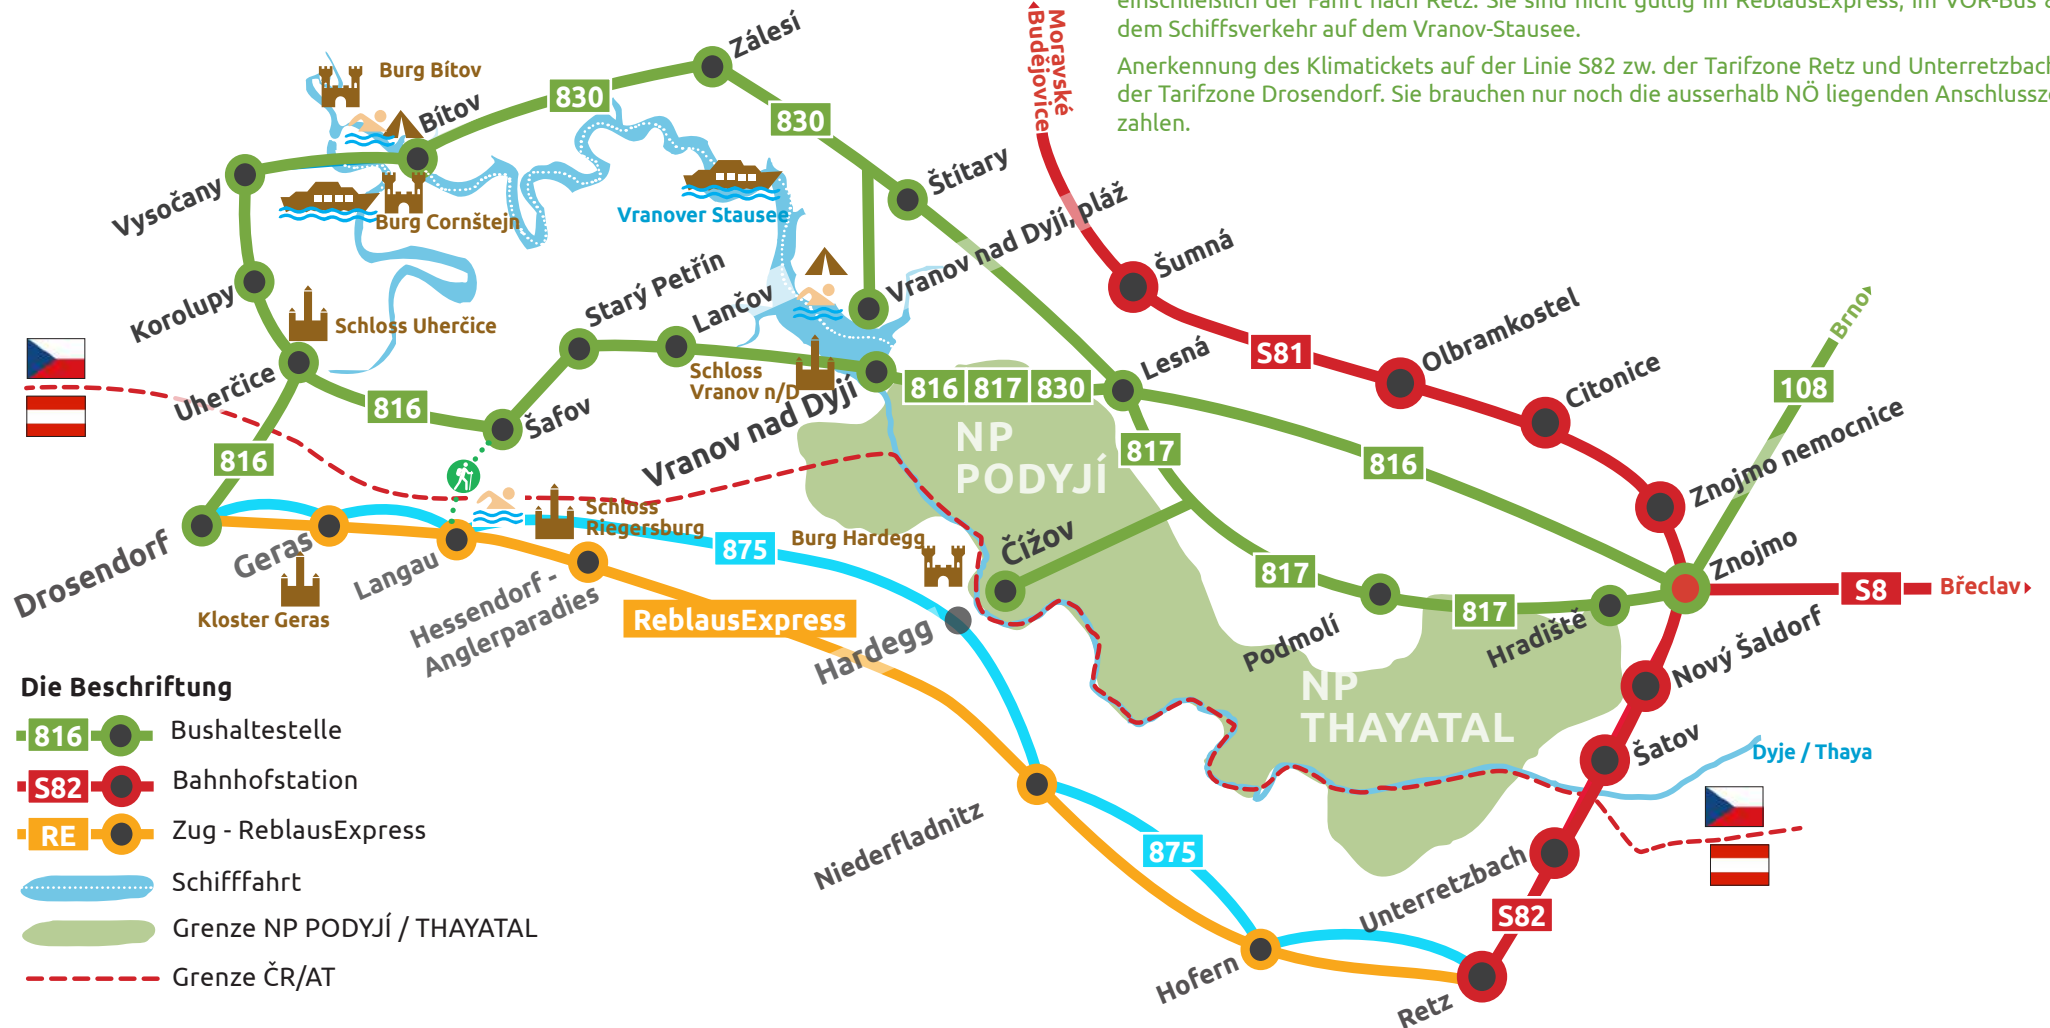 einschließlich der Fahrt nach Retz. Sie sind nicht gültig im ReblausExpress, im VOR-Bus
dem Schiffsverkehr auf dem Vranov-Stausee.
Anerkennung des Klimatickets auf der Linie S82 zw. der Tarifzone Retz und Unterretzbach
der Tarifzone Drosendorf. Sie brauchen nur noch die ausserhalb NÖ liegenden
zahlen.
Moravské
Budějovice
Zálesí
Burg Bítov
Bítov
830
830
Štítary
Vysočany
Burg Cornštejn
Vranover Stausee
Vranov nad Dyjí, pláž
Šumná
Korolupy
Schloss Uherčice
Starý Petřín
Lančov
S81
Olbramkostel
Brno
Uherčice
816
Šafov
Schloss
Vranov n/D
Vranov nad Dyjí
816
817
830
Lesná
Citonice
108
816
NP
PODYJÍ
817
816
Znojmo nemocnice
Drosendorf
Geras
Langau
Schloss
Riegersburg
875
Burg Hardegg
Čížov
817
Znojmo
S8
Břeclav
Kloster Geras
Hessendorf -
Anglerparadies
ReblausExpress
Hardegg
Podmolí
817
Hradiště
Nový Šaldorf
NP
THAYATAL
Šatov
Dyje / Thaya
Niederfladnitz
875
Unterretzbach
S82
Hofern
Retz
Die Beschriftung
816
Bushaltestelle
S82
Bahnhofstation
RE
Zug - ReblausExpress
Schifffahrt
Grenze NP PODYJÍ / THAYATAL
Grenze ČR/AT